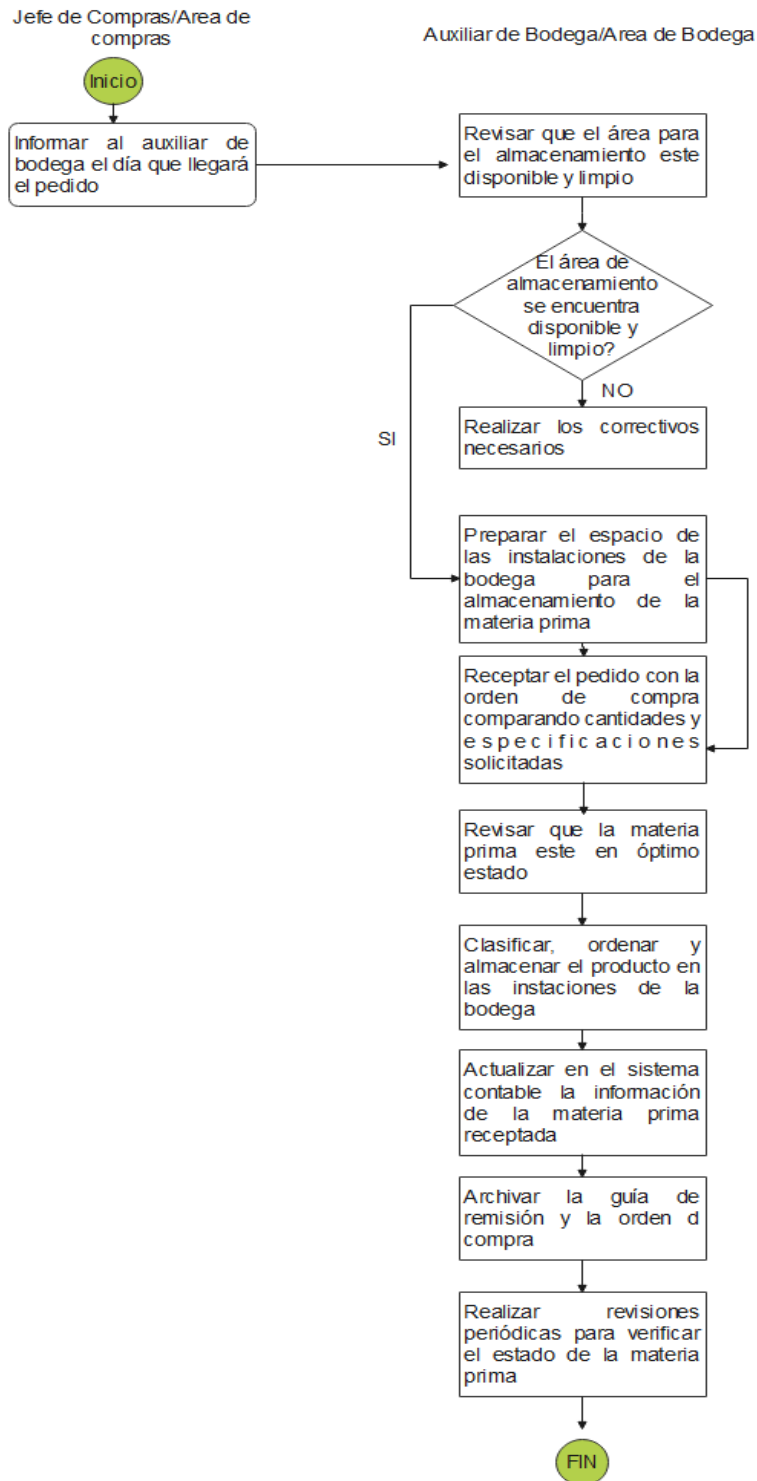 Jefe de Compras/Area de
compras
Auxiliar de Bodega/Area de Bodega
Inicio
Informar al auxiliar de
bodega el día que llegará
el pedido
Revisar que el área para
el almacenamiento este
disponible y limpio
El área de
almacenamiento
se encuentra
disponible y
limpio?
NO
SI
Realizar los correctivos
necesarios
Preparar el espacio de
las instalaciones de la
bodega para el
almacenamiento de la
materia prima
Receptar el pedido con la
orden de compra
comparando cantidades y
especificaciones
solicitadas
Revisar que la materia
prima este en óptimo
estado
Clasificar, ordenar y
almacenar el producto en
las instaciones de la
bodega
Actualizar en el sistema
contable la información
de la materia prima
receptada
Archivar la guía de
remisión y la orden d
compra
Realizar revisiones
periódicas para verificar
el estado de la materia
prima
FIN